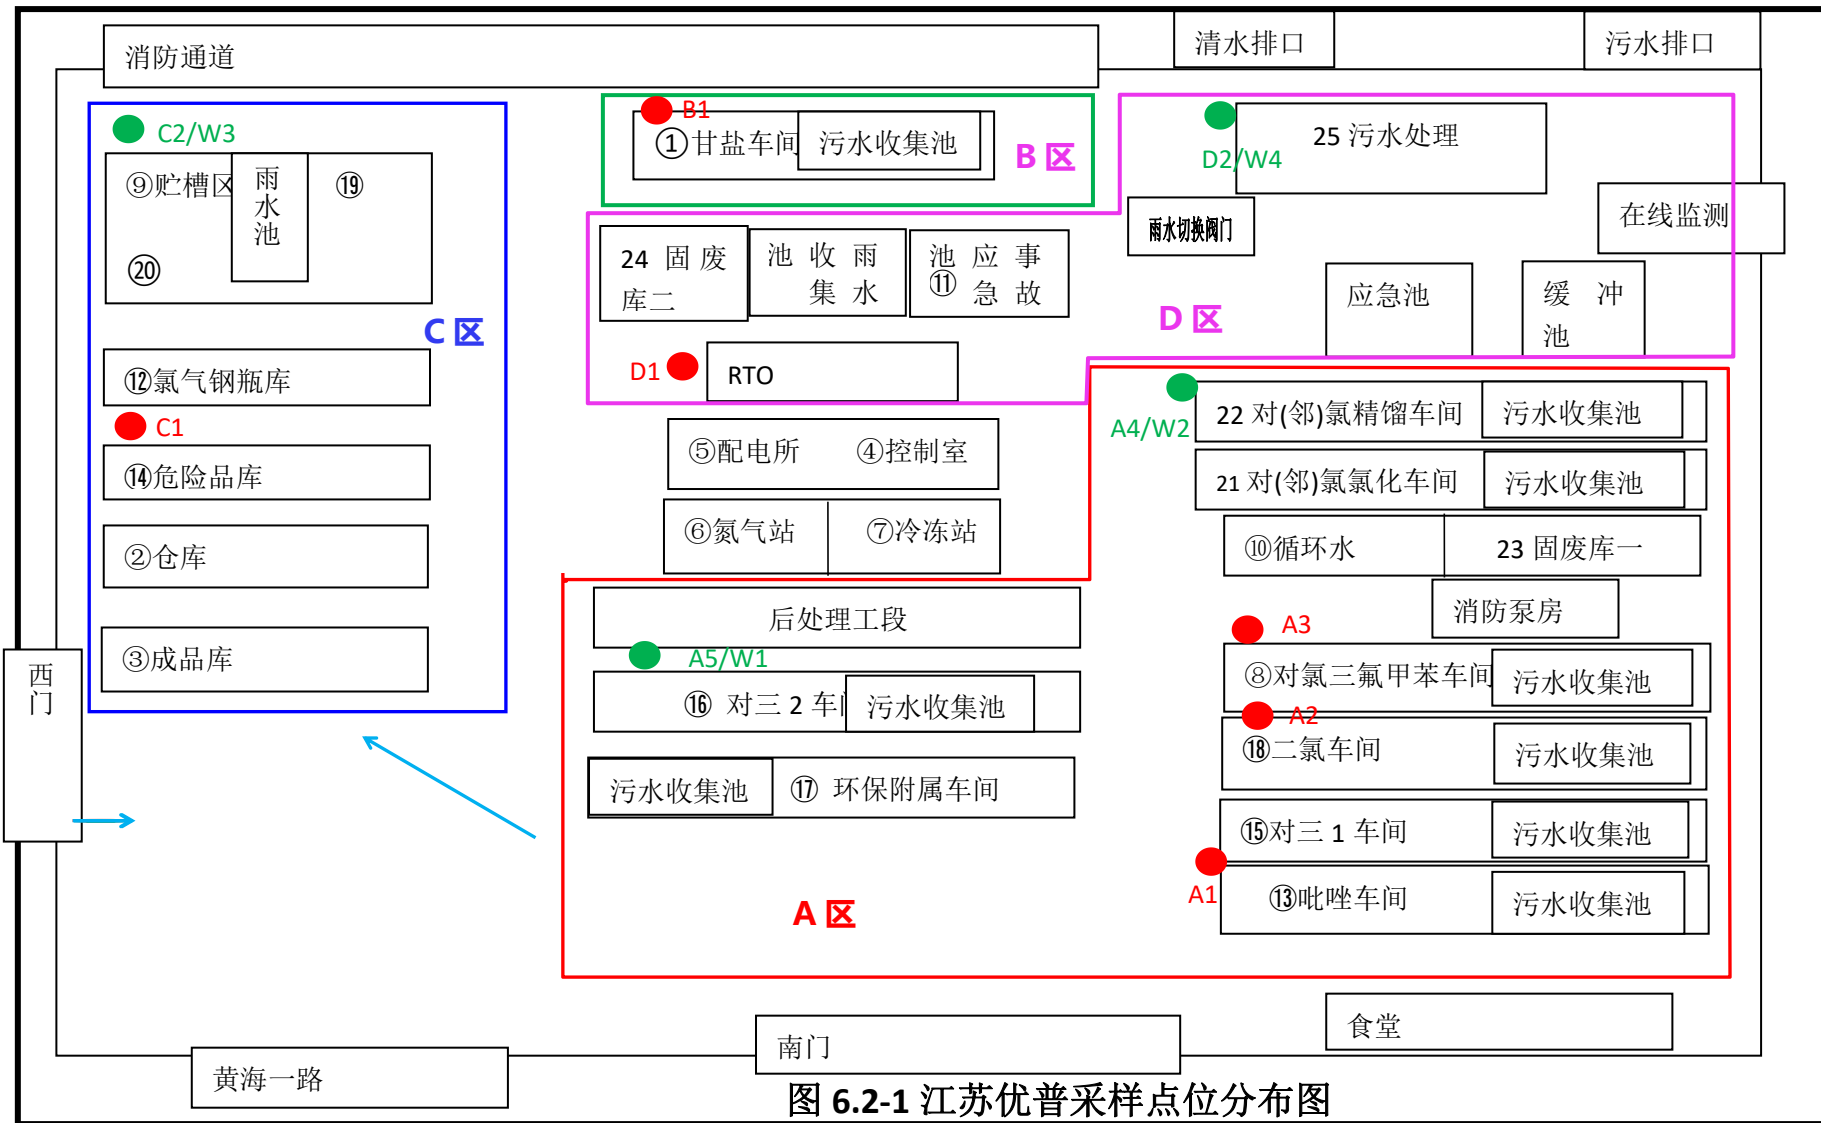 消防通道
清水排口
污水排口
C2/W3
⑨贮槽区
雨
水
池
⑲
⑳
C 区
⑫氯气钢瓶库
C1
⑭危险品库
②仓库
③成品库
西
门
B1
①甘盐车间
污水收集池
B 区
24 固 废
库二
池 收 雨
集 水
池 应 事
⑪ 急 故
D1
RTO
D2/W4
25 污水处理
雨水切换阀门
在线监测
D 区
应急池
缓 冲
池
⑤配电所
④控制室
⑥氮气站
⑦冷冻站
A4/W2
22 对(邻)氯精馏车间
污水收集池
21 对(邻)氯氯化车间
污水收集池
⑩循环水
23 固废库一
消防泵房
后处理工段
A5/W1
⑯ 对三 2 车间
污水收集池
污水收集池
⑰ 环保附属车间
A3
⑧对氯三氟甲苯车间
污水收集池
A2
⑱二氯车间
污水收集池
⑮对三 1 车间
污水收集池
A1
⑬吡唑车间
污水收集池
A 区
食堂
南门
黄海一路
图 6.2-1 江苏优普采样点位分布图